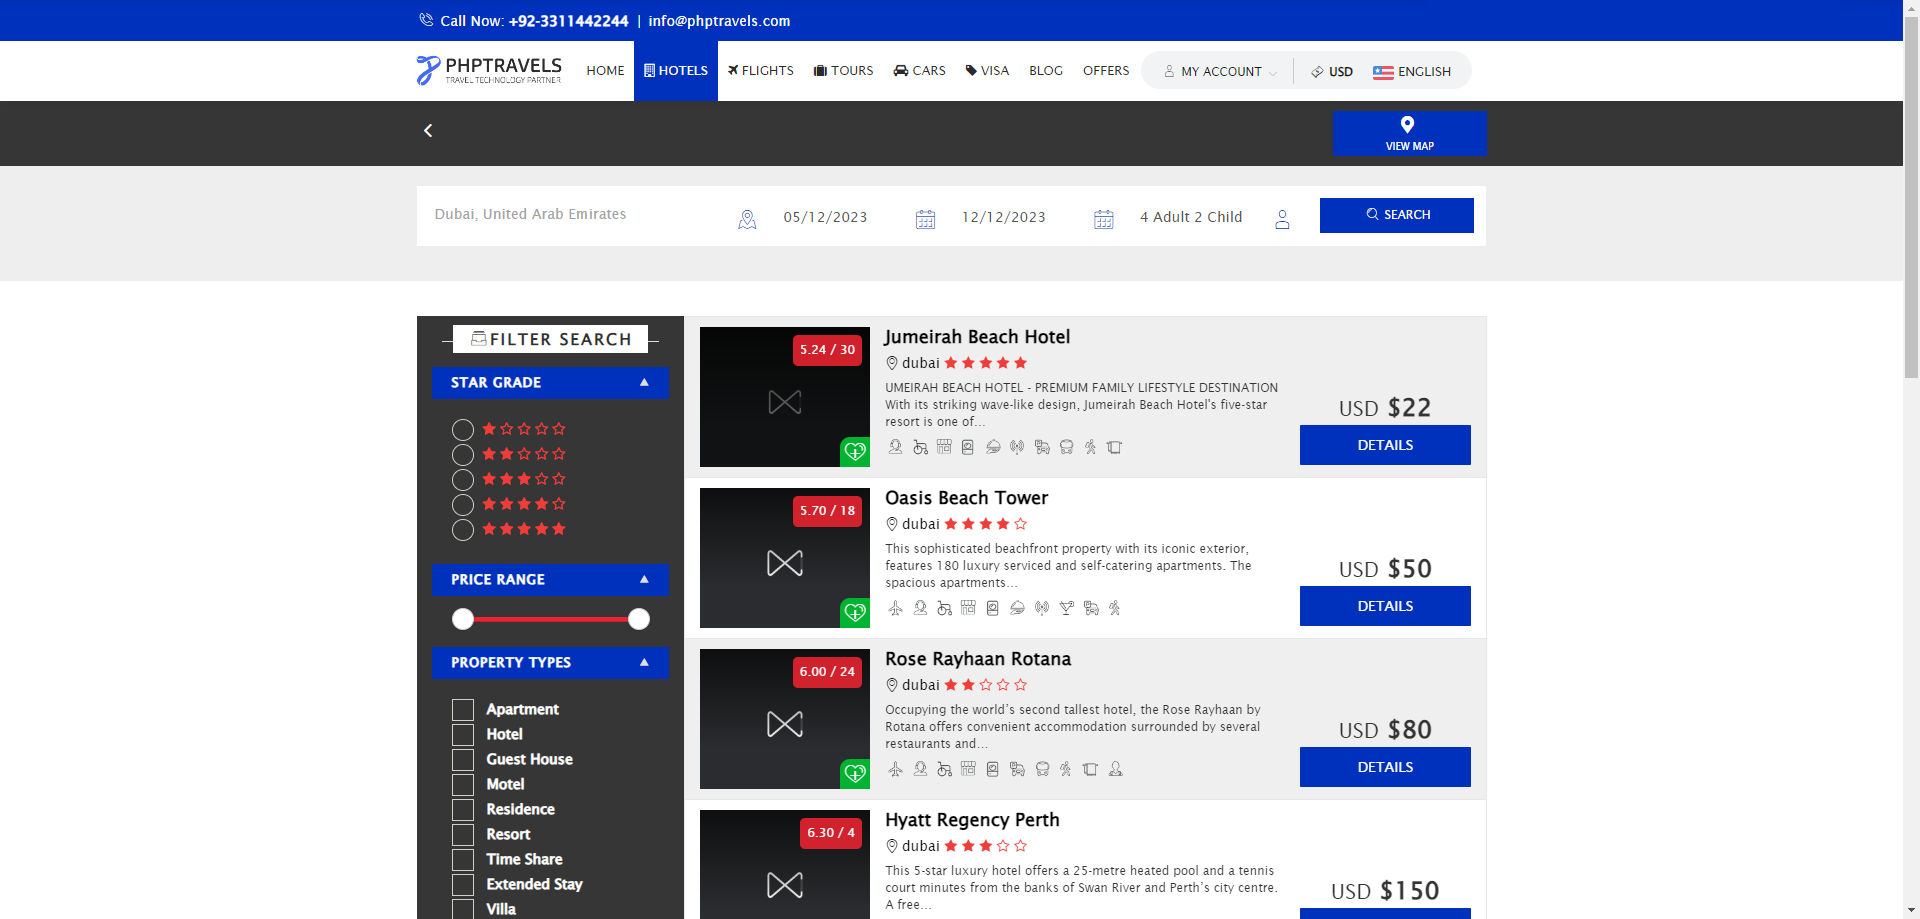 Call Now: +92-3311442244 | info@phptravels.com
PHPTRAVELS
TRAVEL TECHNOLOGY PARTNER
HOME HOTELS FLIGHTS TOURS CARS VISA BLOG OFFERS MY ACCOUNT USD ENGLISH
VIEW MAP
Dubai, United Arab Emirates 05/12/2023 12/12/2023 4 Adult 2 Child SEARCH
FILTER SEARCH
STAR GRADE
PRICE RANGE
PROPERTY TYPES
Apartment
Hotel
Guest House
Motel
Residence
Resort
Time Share
Extended Stay
Villa
5.24 / 30
Jumeirah Beach Hotel
dubai
UMEIRAH BEACH HOTEL - PREMIUM FAMILY LIFESTYLE DESTINATION
With its striking wave-like design, Jumeirah Beach Hotel's five-star
resort is one of...
USD $22
DETAILS
5.70 / 18
Oasis Beach Tower
dubai
This sophisticated beachfront property with its iconic exterior,
features 180 luxury serviced and self-catering apartments. The
spacious apartments...
USD $50
DETAILS
6.00 / 24
Rose Rayhaan Rotana
dubai
Occupying the world's second tallest hotel, the Rose Rayhaan by
Rotana offers convenient accommodation surrounded by several
restaurants and...
USD $80
DETAILS
6.30 / 4
Hyatt Regency Perth
dubai
This 5-star luxury hotel offers a 25-metre heated pool and a tennis
court minutes from the banks of Swan River and Perth's city centre.
A free...
USD $150